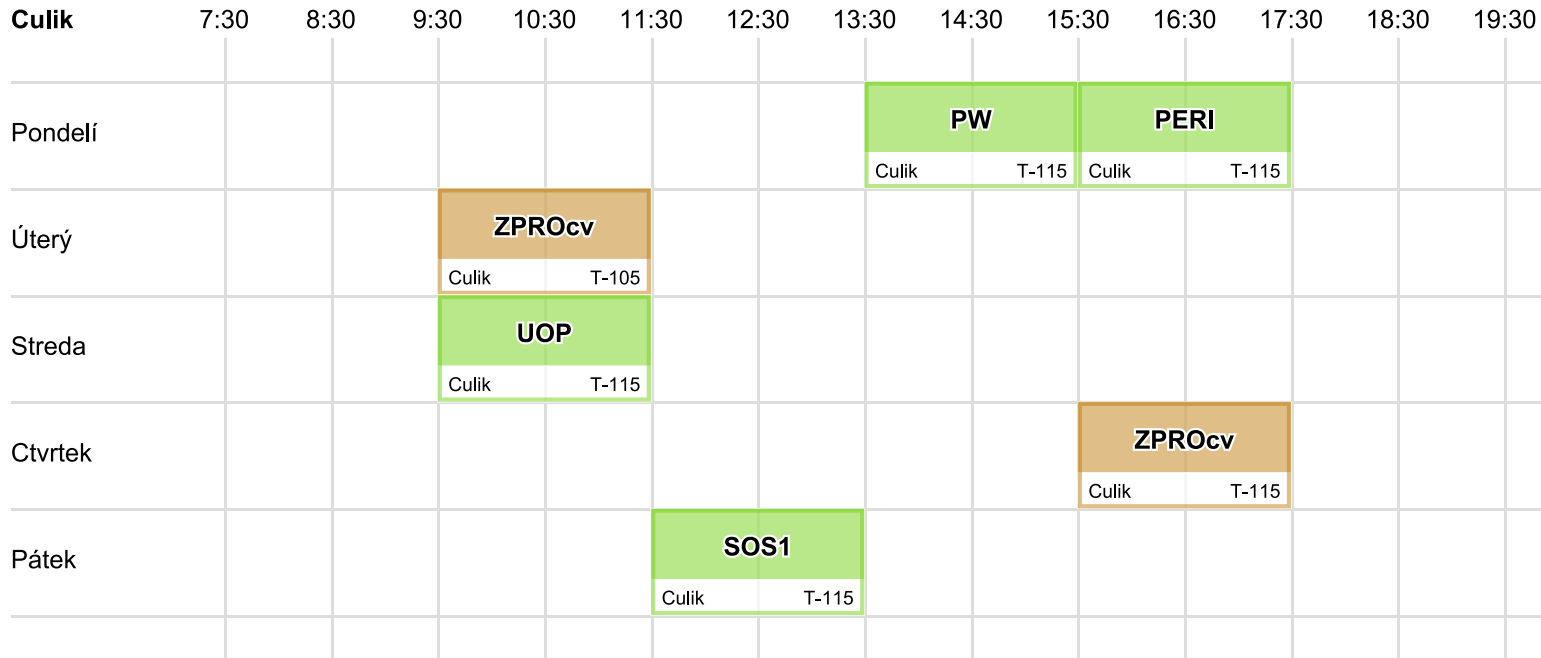 Culik 7:30 8:30 9:30 10:30 11:30 12:30 13:30 14:30 15:30 16:30 17:30 18:30 19:30
Pondelí
PW
Culik T-115
PERI
Culik T-115
Úterý
ZPROcv
Culik T-105
Streda
UOP
Culik T-115
Ctvrtek
ZPROcv
Culik T-115
Pátek
SOS1
Culik T-115